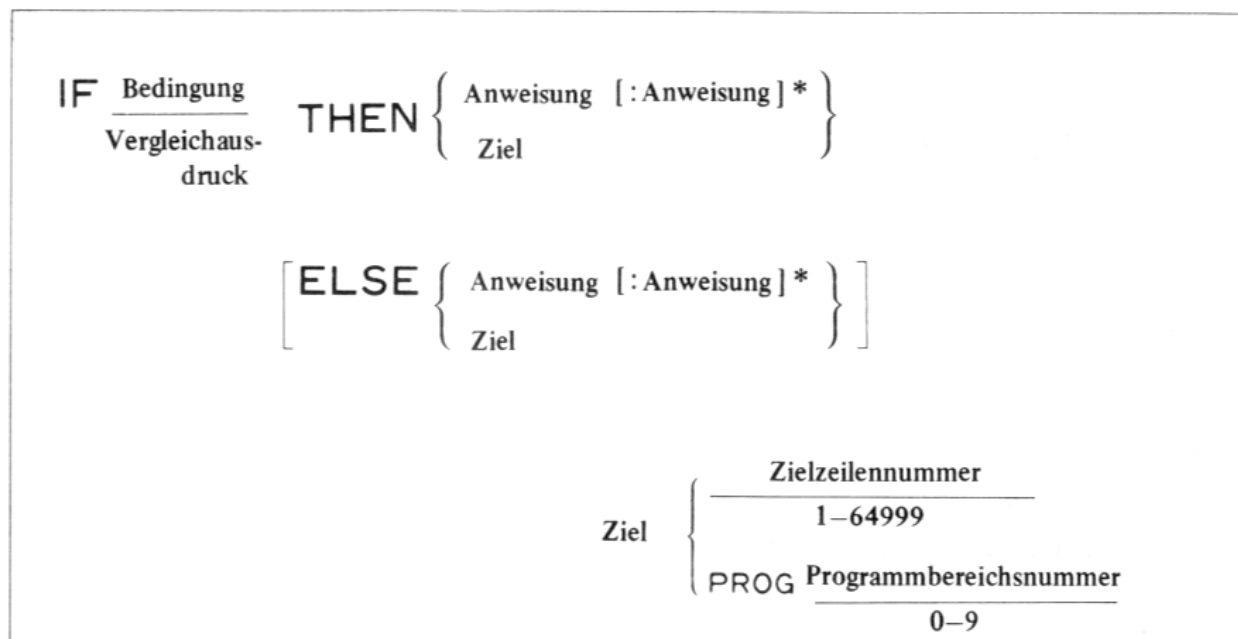 IF Bedingung THEN { Anweisung [:Anweisung]* }
Vergleichaus-
druck
Ziel
[ELSE { Anweisung [:Anweisung]* } ]
Ziel
Zielzeilennummer
Ziel { 1–64999
PROG Programmbereichsnummer
0–9